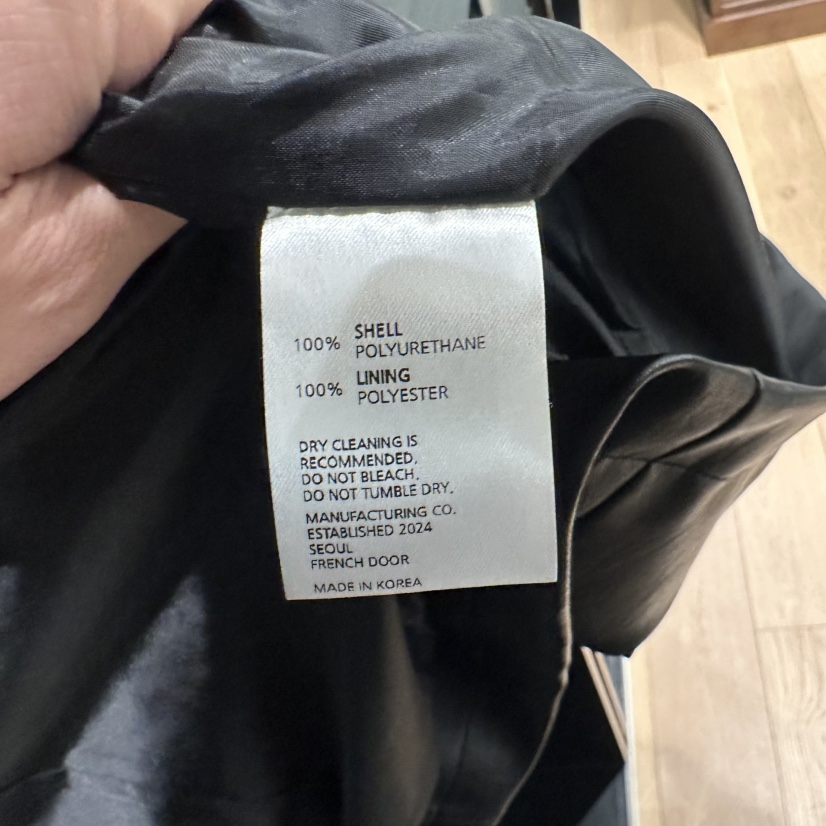 100% SHELL
POLYURETHANE
100% LINING
POLYESTER
DRY CLEANING IS
RECOMMENDED.
DO NOT BLEACH.
DO NOT TUMBLE DRY.
MANUFACTURING CO.
ESTABLISHED 2024
SEOUL
FRENCH DOOR
MADE IN KOREA